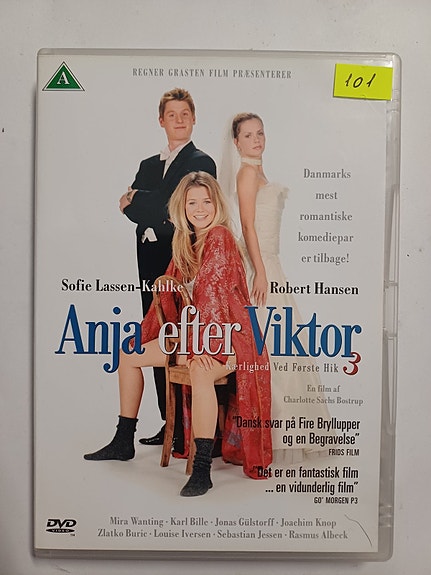 A
REGNER GRASTEN FILM PRÆSENTERER
101
Danmarks
mest
romantiske
komediepar
er tilbage!
Sofie Lassen-Kahlke
Robert Hansen
Anja efter Viktor
Kærlighed Ved Første Hik 3
En film af
Charlotte Sachs Bostrup
"Dansk svar på Fire Bryllupper
og en Begravelse"
FRIDS FILM
"Det er en fantastisk film
... en vidunderlig film"
GO' MORGEN P3
DVD
VIDEO
Mira Wanting · Karl Bille · Jonas Gülstorff · Joachim Knop
Zlatko Buric · Louise Iversen · Sebastian Jessen · Rasmus Albeck